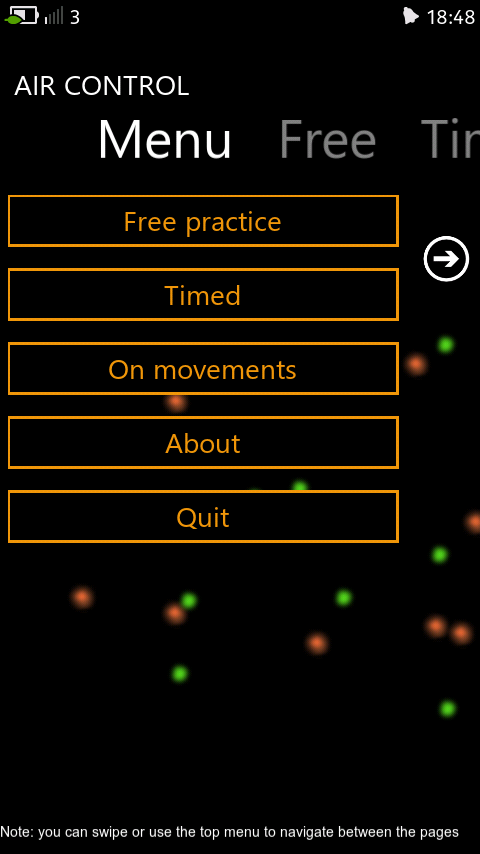 3 18:48
AIR CONTROL
Menu Free Tim
Free practice
Timed
On movements
About
Quit
Note: you can swipe or use the top menu to navigate between the pages